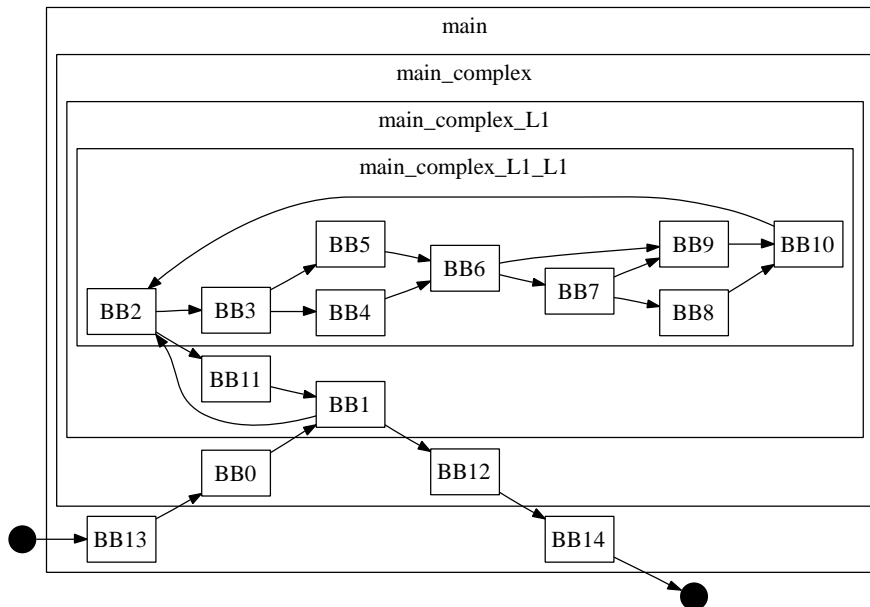 main
main_complex
main_complex_L1
main_complex_L1_L1
BB5
BB9
BB10
BB6
BB7
BB2
BB3
BB4
BB8
BB11
BB1
BB0
BB12
BB13
BB14